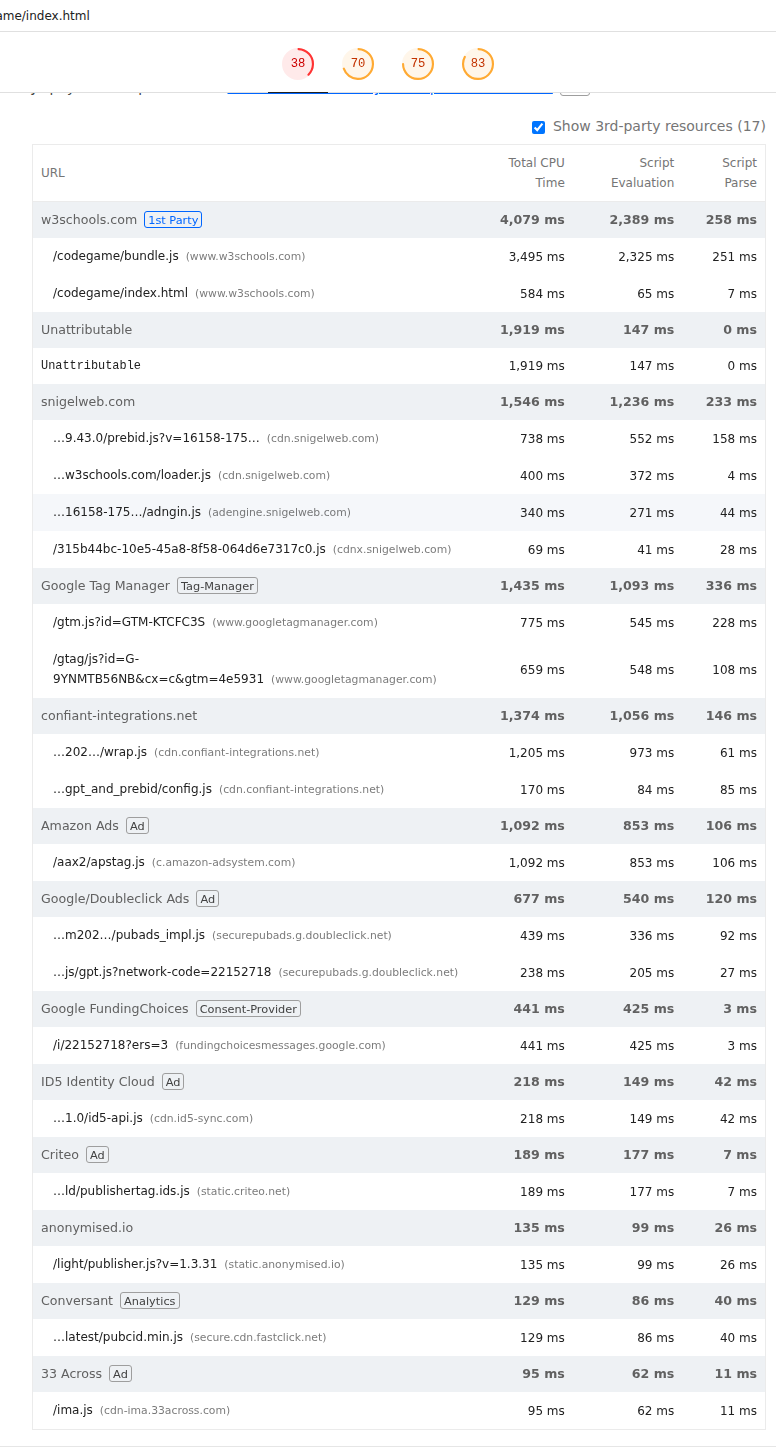 ame/index.html
38 70 75 83
Show 3rd-party resources (17)
URL Total CPU Time Script Evaluation Script Parse
w3schools.com 1st Party 4,079 ms 2,389 ms 258 ms
/codegame/bundle.js (www.w3schools.com) 3,495 ms 2,325 ms 251 ms
/codegame/index.html (www.w3schools.com) 584 ms 65 ms 7 ms
Unattributable 1,919 ms 147 ms 0 ms
Unattributable 1,919 ms 147 ms 0 ms
snigelweb.com 1,546 ms 1,236 ms 233 ms
…9.43.0/prebid.js?v=16158-175… (cdn.snigelweb.com) 738 ms 552 ms 158 ms
…w3schools.com/loader.js (cdn.snigelweb.com) 400 ms 372 ms 4 ms
…16158-175…/adngin.js (adengine.snigelweb.com) 340 ms 271 ms 44 ms
/315b44bc-10e5-45a8-8f58-064d6e7317c0.js (cdnx.snigelweb.com) 69 ms 41 ms 28 ms
Google Tag Manager Tag-Manager 1,435 ms 1,093 ms 336 ms
/gtm.js?id=GTM-KTCFC3S (www.googletagmanager.com) 775 ms 545 ms 228 ms
/gtag/js?id=G-
9YNMTB56NB&cx=c&gtm=4e5931 (www.googletagmanager.com) 659 ms 548 ms 108 ms
confiant-integrations.net 1,374 ms 1,056 ms 146 ms
…202…/wrap.js (cdn.confiant-integrations.net) 1,205 ms 973 ms 61 ms
…gpt_and_prebid/config.js (cdn.confiant-integrations.net) 170 ms 84 ms 85 ms
Amazon Ads Ad 1,092 ms 853 ms 106 ms
/aax2/apstag.js (c.amazon-adsystem.com) 1,092 ms 853 ms 106 ms
Google/Doubleclick Ads Ad 677 ms 540 ms 120 ms
…m202…/pubads_impl.js (securepubads.g.doubleclick.net) 439 ms 336 ms 92 ms
…js/gpt.js?network-code=22152718 (securepubads.g.doubleclick.net) 238 ms 205 ms 27 ms
Google FundingChoices Consent-Provider 441 ms 425 ms 3 ms
/i/22152718?ers=3 (fundingchoicesmessages.google.com) 441 ms 425 ms 3 ms
ID5 Identity Cloud Ad 218 ms 149 ms 42 ms
…1.0/id5-api.js (cdn.id5-sync.com) 218 ms 149 ms 42 ms
Criteo Ad 189 ms 177 ms 7 ms
…ld/publishertag.ids.js (static.criteo.net) 189 ms 177 ms 7 ms
anonymised.io 135 ms 99 ms 26 ms
/light/publisher.js?v=1.3.31 (static.anonymised.io) 135 ms 99 ms 26 ms
Conversant Analytics 129 ms 86 ms 40 ms
…latest/pubcid.min.js (secure.cdn.fastclick.net) 129 ms 86 ms 40 ms
33 Across Ad 95 ms 62 ms 11 ms
/ima.js (cdn-ima.33across.com) 95 ms 62 ms 11 ms